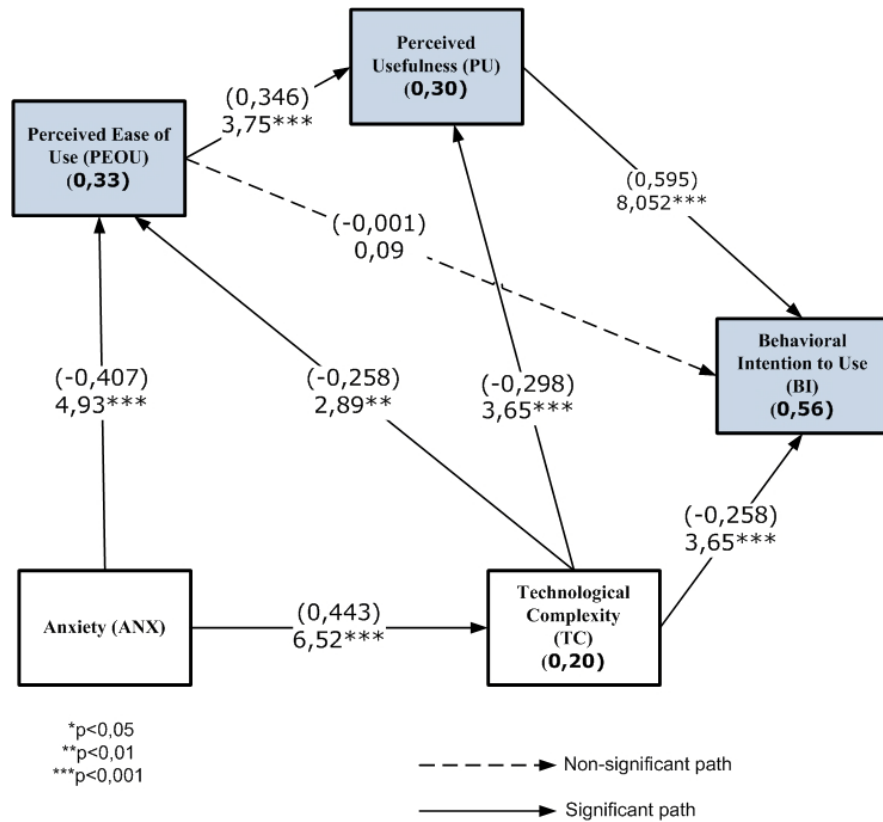 Perceived
Usefulness (PU)
(0,30)
(0,346)
3,75***
Perceived Ease of
Use (PEOU)
(0,33)
(0,595)
8,052***
(-0,001)
0,09
Behavioral
Intention to Use
(BI)
(0,56)
(-0,407)
4,93***
(-0,258)
2,89**
(-0,298)
3,65***
(-0,258)
3,65***
Anxiety (ANX)
(0,443)
6,52***
Technological
Complexity
(TC)
(0,20)
*p<0,05
**p<0,01
***p<0,001
Non-significant path
Significant path